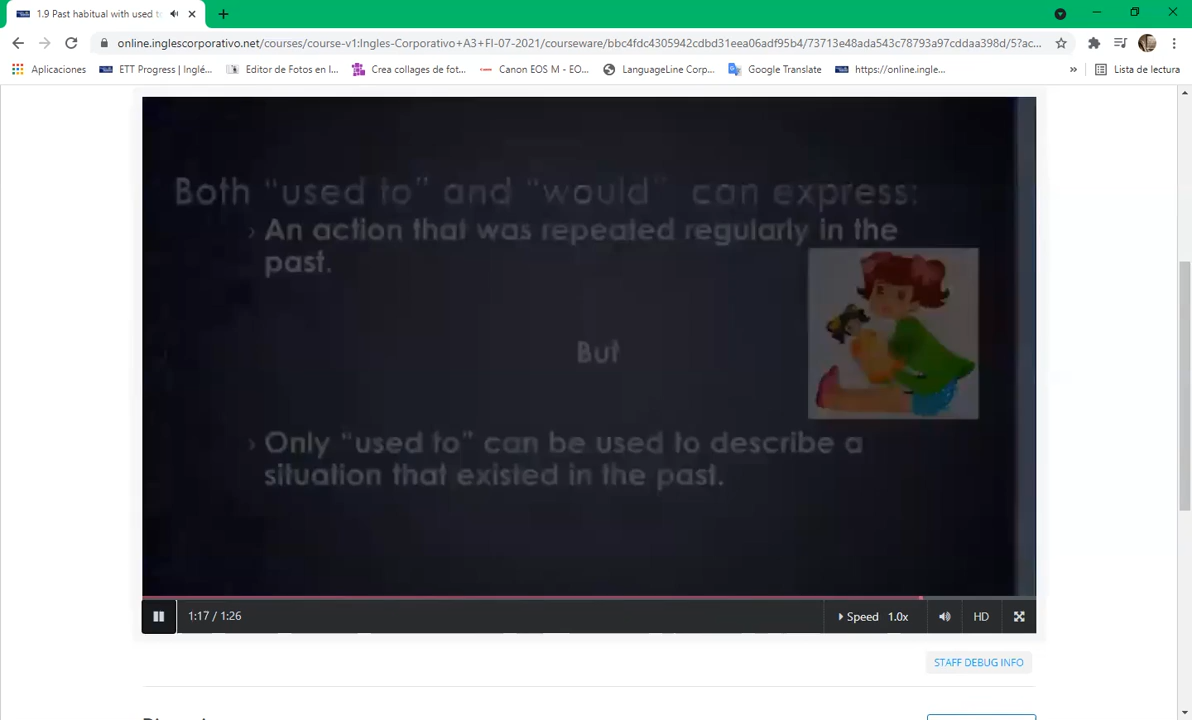 1.9 Past habitual with used to
online.inglescorporativo.net/courses/course-v1:Ingles-Corporativo+A3+FI-07-2021/courseware/bbc4fdc4305942cdbd31eea06adf95b4/73713e48ada543c78793a97cddaa398d/5?ac...
Aplicaciones ETT Progress | Inglé... Editor de Fotos en l... Crea collages de fot... Canon EOS M - EO... LanguageLine Corp... Google Translate https://online.ingle... » Lista de lectura
Both “used to” and “would” can express:
› An action that was repeated regularly in the
past.
But
› Only “used to” can be used to describe a
situation that existed in the past.
1:17 / 1:26 Speed 1.0x HD
STAFF DEBUG INFO